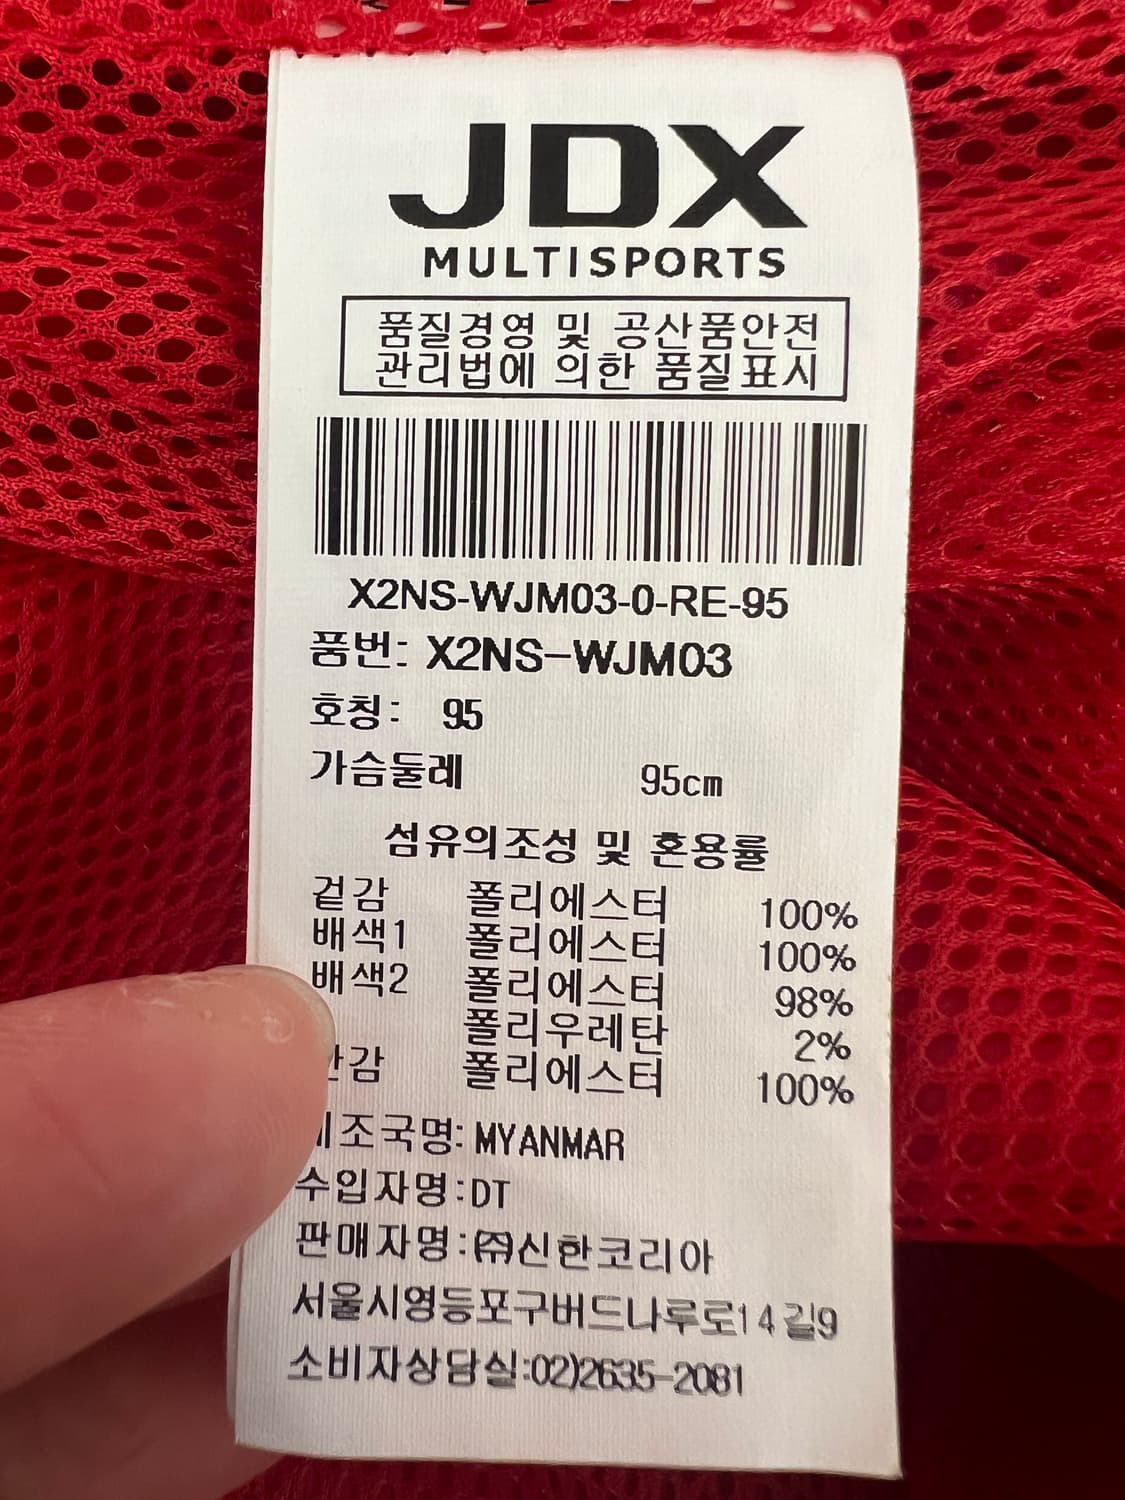 JDX
MULTISPORTS
품질경영 및 공산품안전
관리법에 의한 품질표시
X2NS-WJM03-0-RE-95
품번: X2NS-WJM03
호칭: 95
가슴둘레 95cm
섬유의조성 및 혼용률
겉감 폴리에스터 100%
배색1 폴리에스터 100%
배색2 폴리에스터 98%
폴리우레탄 2%
폴리에스터 100%
MYANMAR
수입자명:DT
판매자명:㈜신한코리아
서울시영등포구버드나루로14길9
소비자상담실:02)2635-2081